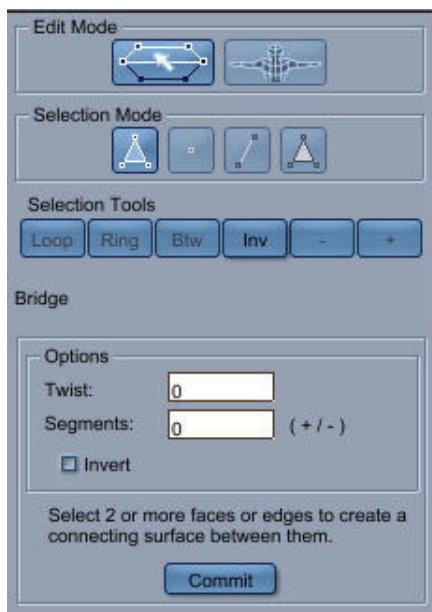 Edit Mode
Selection Mode
Selection Tools
Loop Ring Btw Inv - +
Bridge
Options
Twist: 0
Segments: 0 ( + / - )
Invert
Select 2 or more faces or edges to create a
connecting surface between them.
Commit